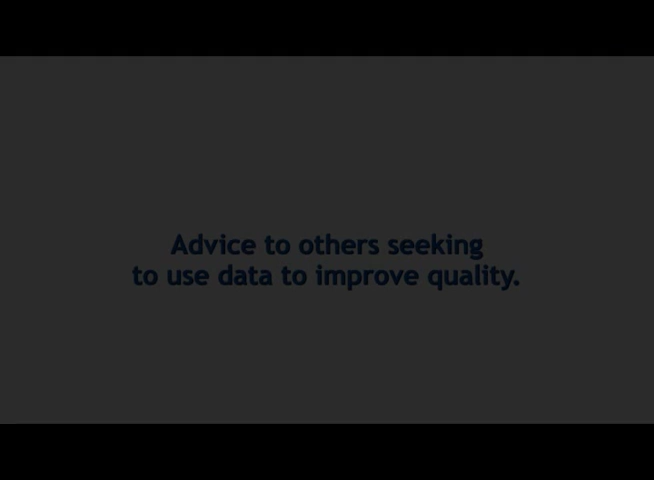 Advice to others seeking
to use data to improve quality.